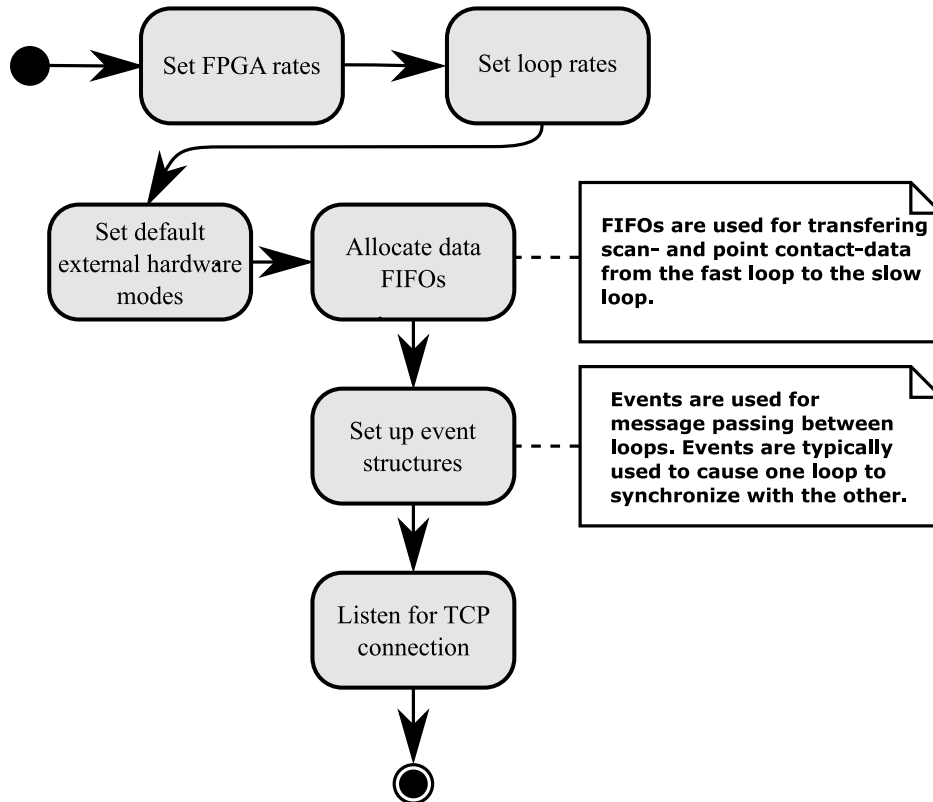 Set FPGA rates
Set loop rates
Set default
external hardware
modes
Allocate data
FIFOs
FIFOs are used for transfering
scan- and point contact-data
from the fast loop to the slow
loop.
Set up event
structures
Events are used for
message passing between
loops. Events are typically
used to cause one loop to
synchronize with the other.
Listen for TCP
connection